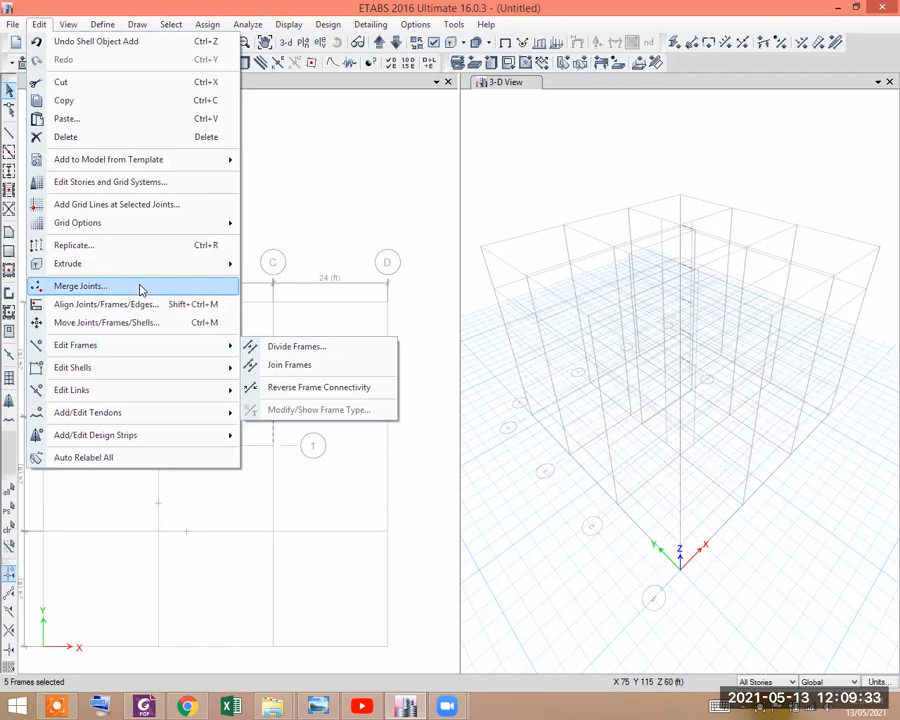 ETABS 2016 Ultimate 16.0.3 - (Untitled)
File Edit View Define Draw Select Assign Analyze Display Design Detailing Options Tools Help
Undo Shell Object Add Ctrl+Z
Redo Ctrl+Y
Cut Ctrl+X
Copy Ctrl+C
Paste... Ctrl+V
Delete Delete
Add to Model from Template
Edit Stories and Grid Systems...
Add Grid Lines at Selected Joints...
Grid Options
Replicate... Ctrl+R
Extrude
Merge Joints...
Align Joints/Frames/Edges... Shift+Ctrl+M
Move Joints/Frames/Shells... Ctrl+M
Edit Frames
Edit Shells
Edit Links
Add/Edit Tendons
Add/Edit Design Strips
Auto Relabel All
Divide Frames...
Join Frames
Reverse Frame Connectivity
Modify/Show Frame Type...
3-d
nd
3-D View
C D
24 (ft)
1
Y
X
Y Z X
all
PS
clr
5 Frames selected
X 75 Y 115 Z 60 (ft)
All Stories Global Units...
2021-05-13 12:09:33
13/05/2021